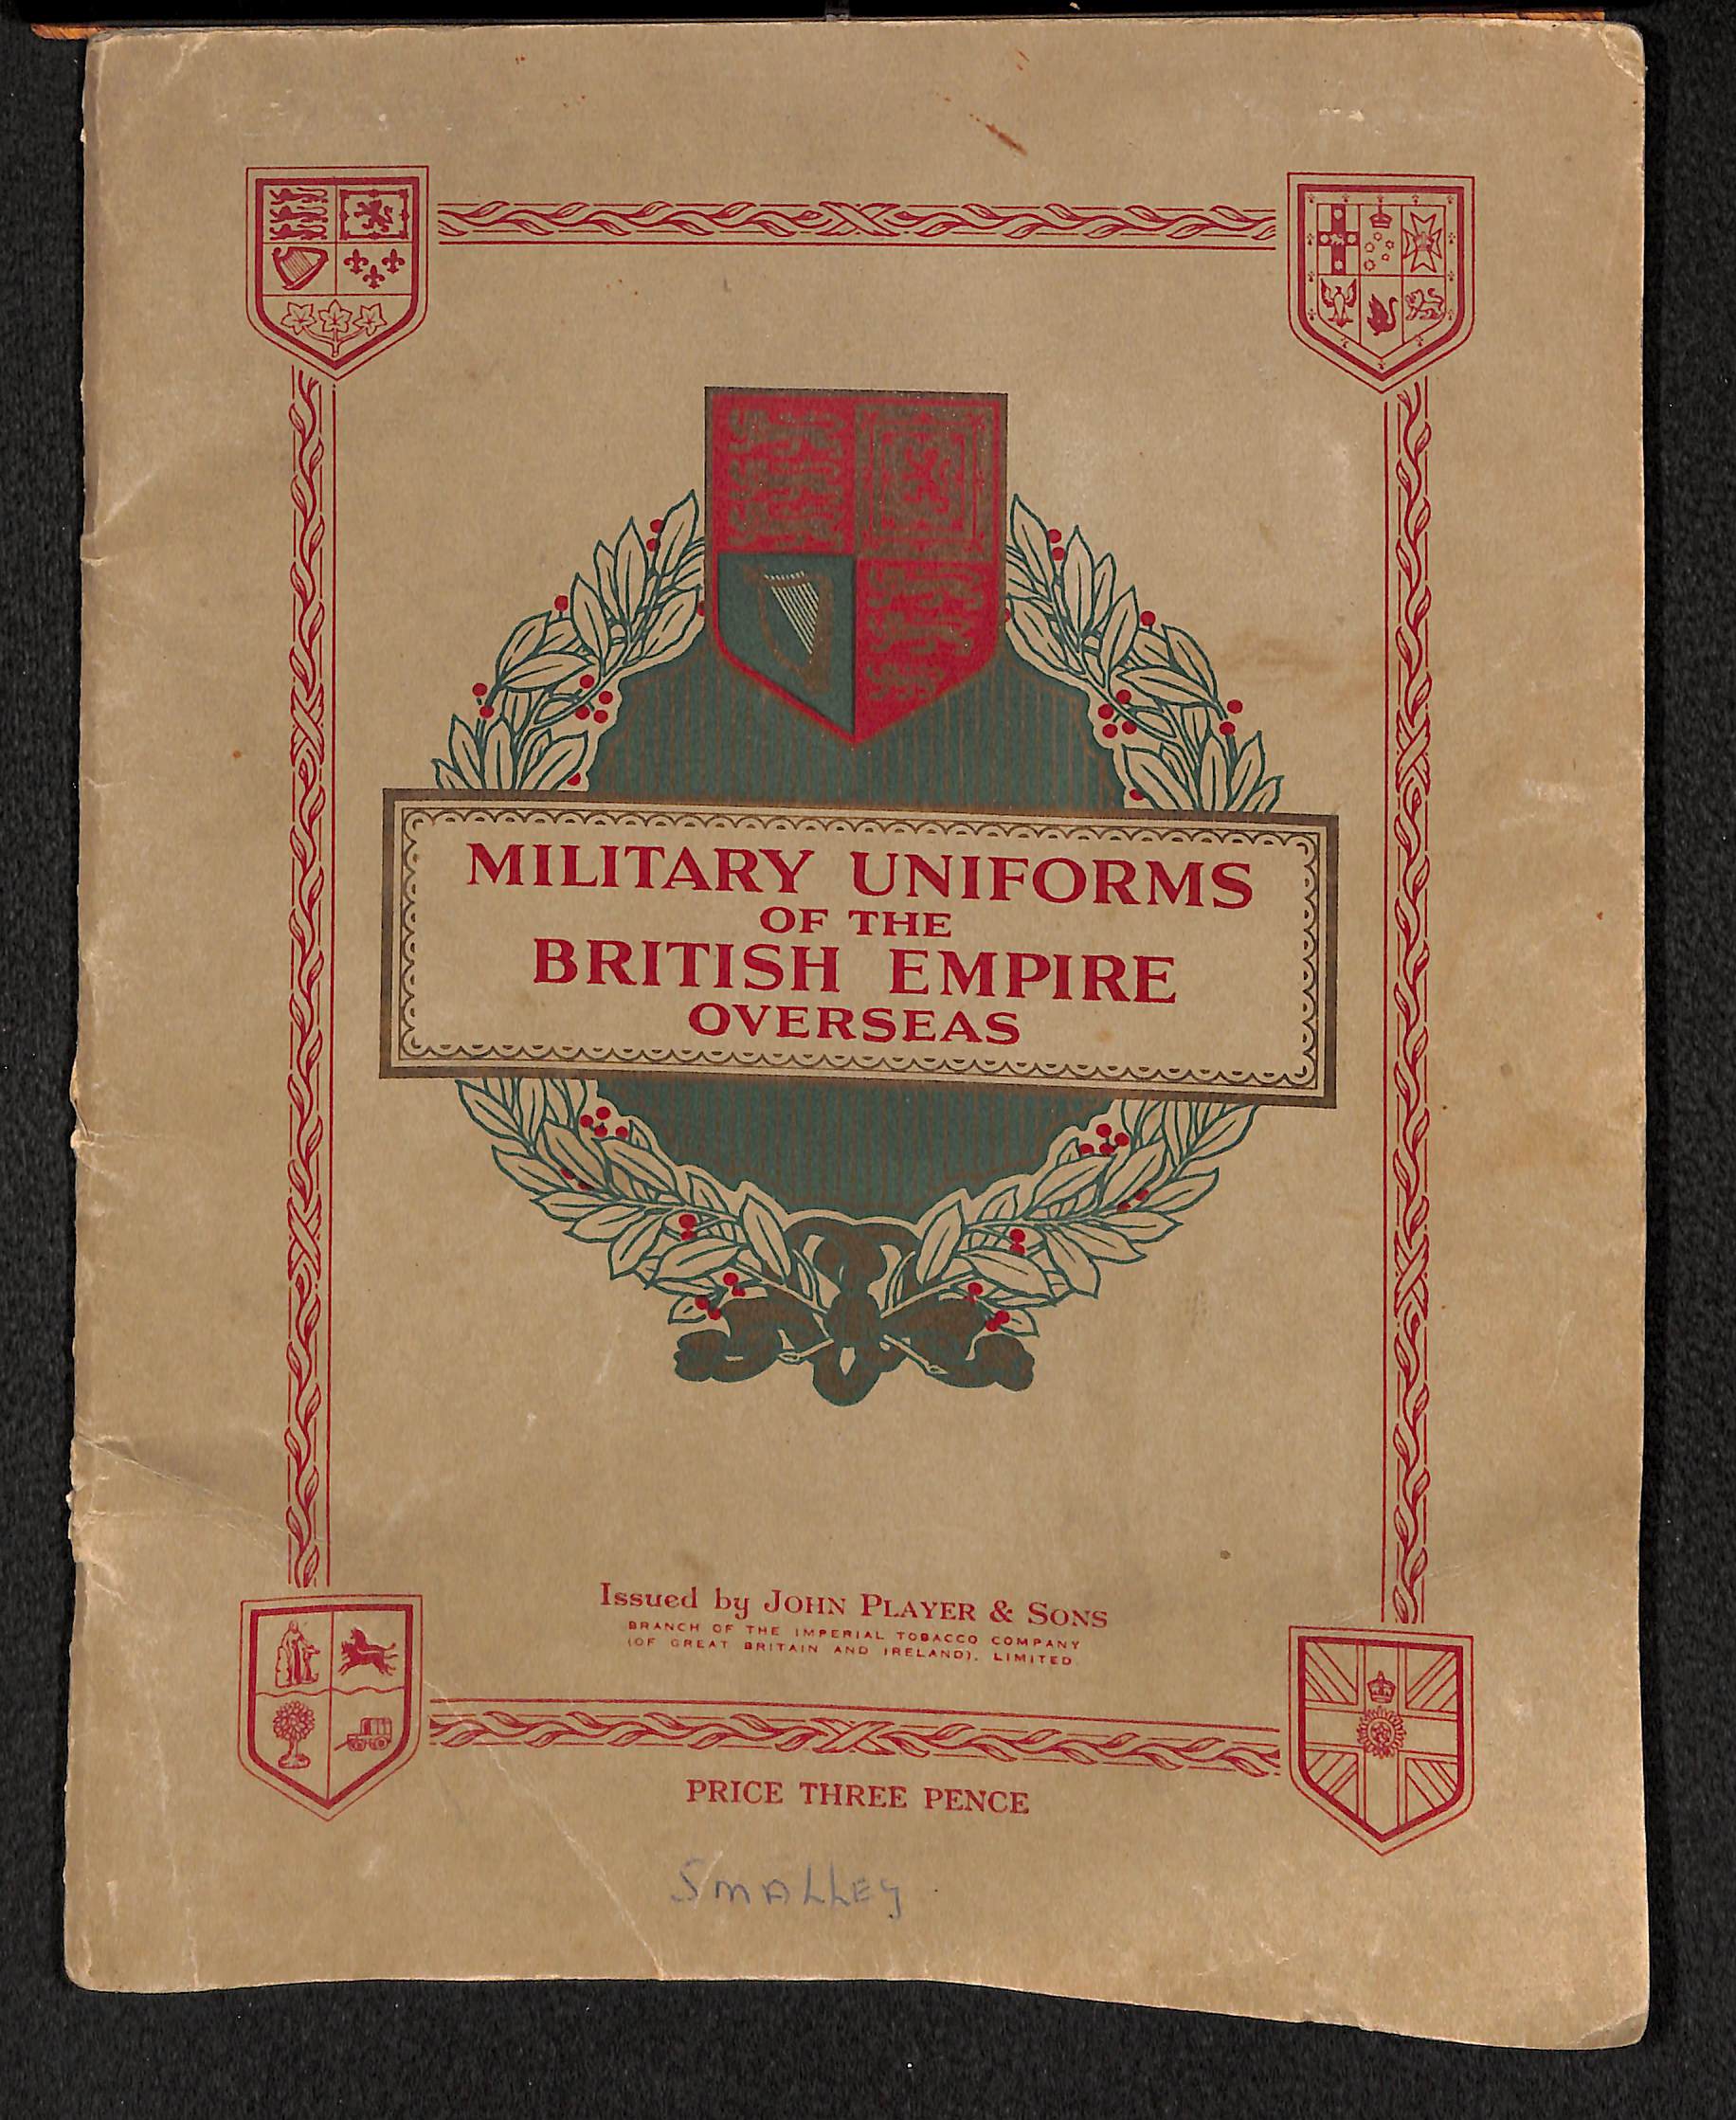 MILITARY UNIFORMS
OF THE
BRITISH EMPIRE
OVERSEAS
Issued by JOHN PLAYER & SONS
BRANCH OF THE IMPERIAL TOBACCO COMPANY
(OF GREAT BRITAIN AND IRELAND), LIMITED
PRICE THREE PENCE
SMALLEY